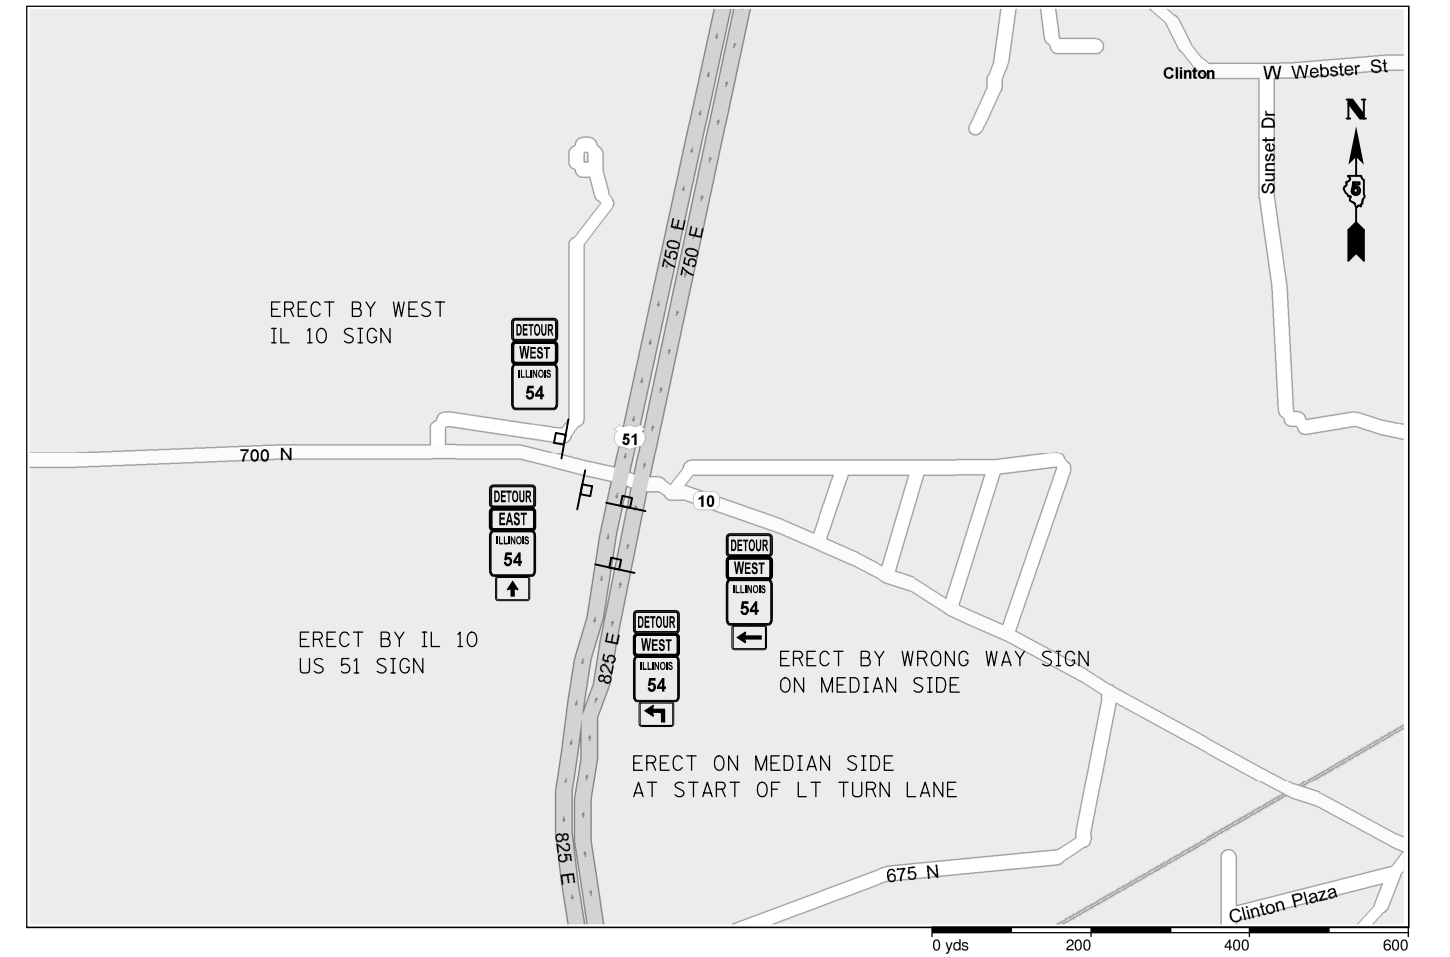 Clinton
W Webster St
N
5
Sunset Dr
750 E
750 E
ERECT BY WEST
IL 10 SIGN
DETOUR
WEST
ILLINOIS
54
51
700 N
10
DETOUR
EAST
ILLINOIS
54
DETOUR
WEST
ILLINOIS
54
ERECT BY IL 10
US 51 SIGN
825 E
DETOUR
WEST
ILLINOIS
54
ERECT BY WRONG WAY SIGN
ON MEDIAN SIDE
ERECT ON MEDIAN SIDE
AT START OF LT TURN LANE
825 E
675 N
Clinton Plaza
0 yds 200 400 600